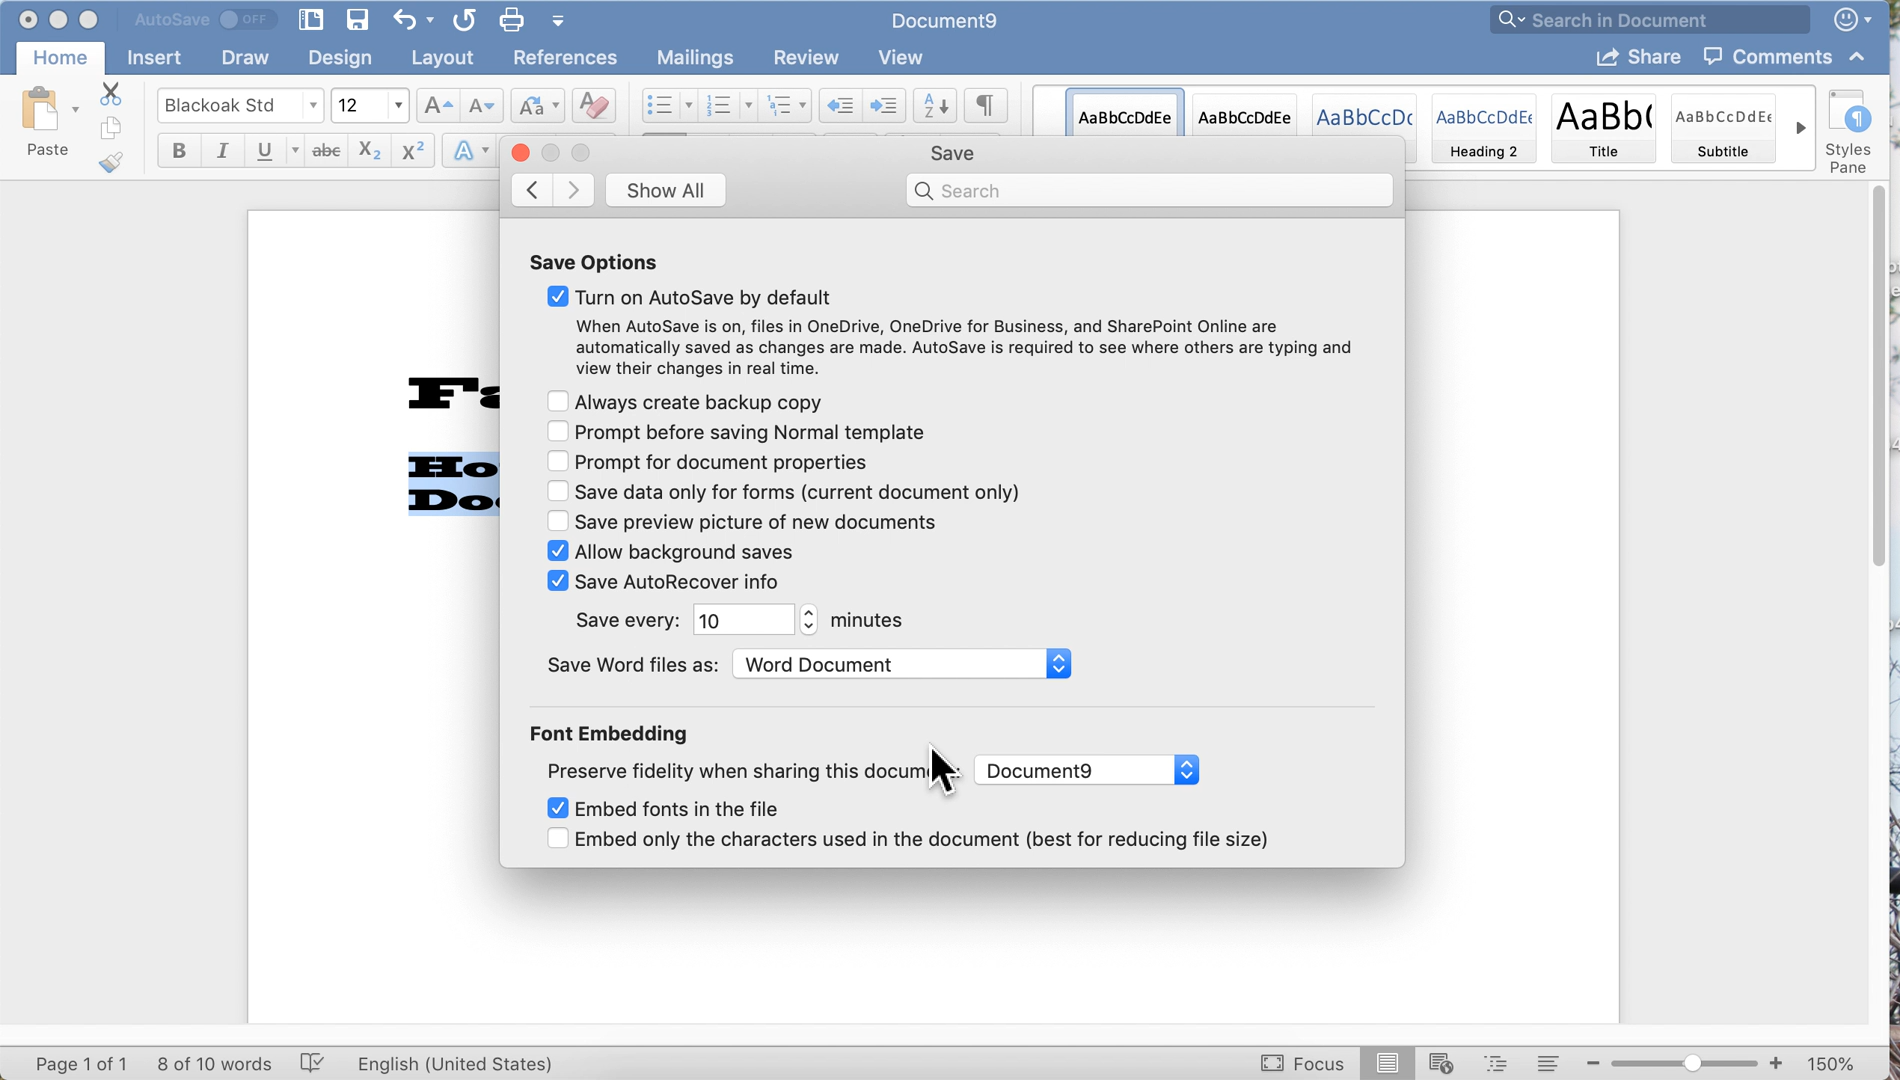 AutoSave OFF
Document9
Search in Document
Home Insert Draw Design Layout References Mailings Review View
Share Comments
Paste
Blackoak Std 12
AaBbCcDdEe AaBbCcDdEe AaBbCcDc AaBbCcDdEe AaBb( AaBbCcDdEe
Heading 2 Title Subtitle
Styles
Pane
Save
Show All
Search
Save Options
Turn on AutoSave by default
When AutoSave is on, files in OneDrive, OneDrive for Business, and SharePoint Online are
automatically saved as changes are made. AutoSave is required to see where others are typing and
view their changes in real time.
Always create backup copy
Prompt before saving Normal template
Prompt for document properties
Save data only for forms (current document only)
Save preview picture of new documents
Allow background saves
Save AutoRecover info
Save every: 10 minutes
Save Word files as: Word Document
Font Embedding
Preserve fidelity when sharing this docum Document9
Embed fonts in the file
Embed only the characters used in the document (best for reducing file size)
Fa
Ho
Doc
Page 1 of 1 8 of 10 words English (United States)
Focus 150%